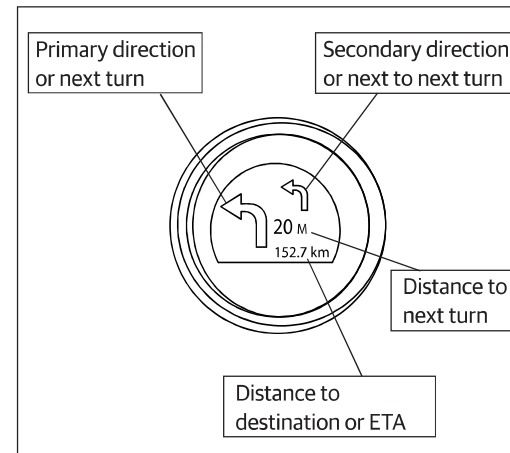 Primary direction
or next turn
Secondary direction
or next to next turn
20 M
152.7 km
Distance to
next turn
Distance to
destination or ETA